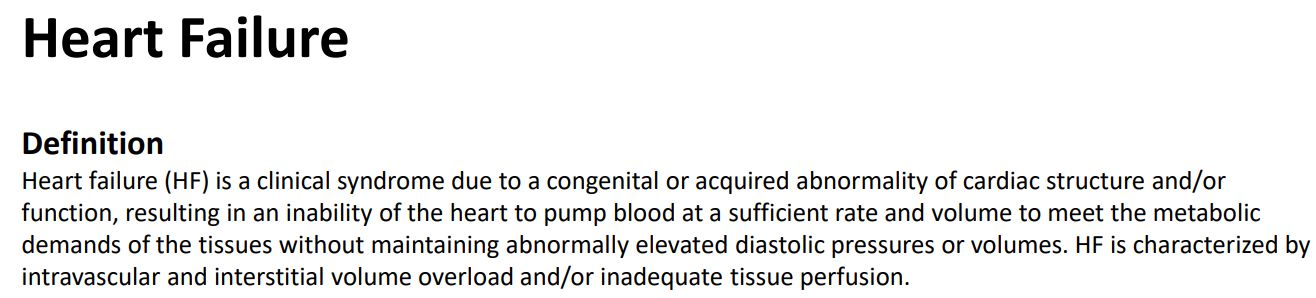 Heart Failure
Definition
Heart failure (HF) is a clinical syndrome due to a congenital or acquired abnormality of cardiac structure and/or
function, resulting in an inability of the heart to pump blood at a sufficient rate and volume to meet the metabolic
demands of the tissues without maintaining abnormally elevated diastolic pressures or volumes. HF is characterized by
intravascular and interstitial volume overload and/or inadequate tissue perfusion.